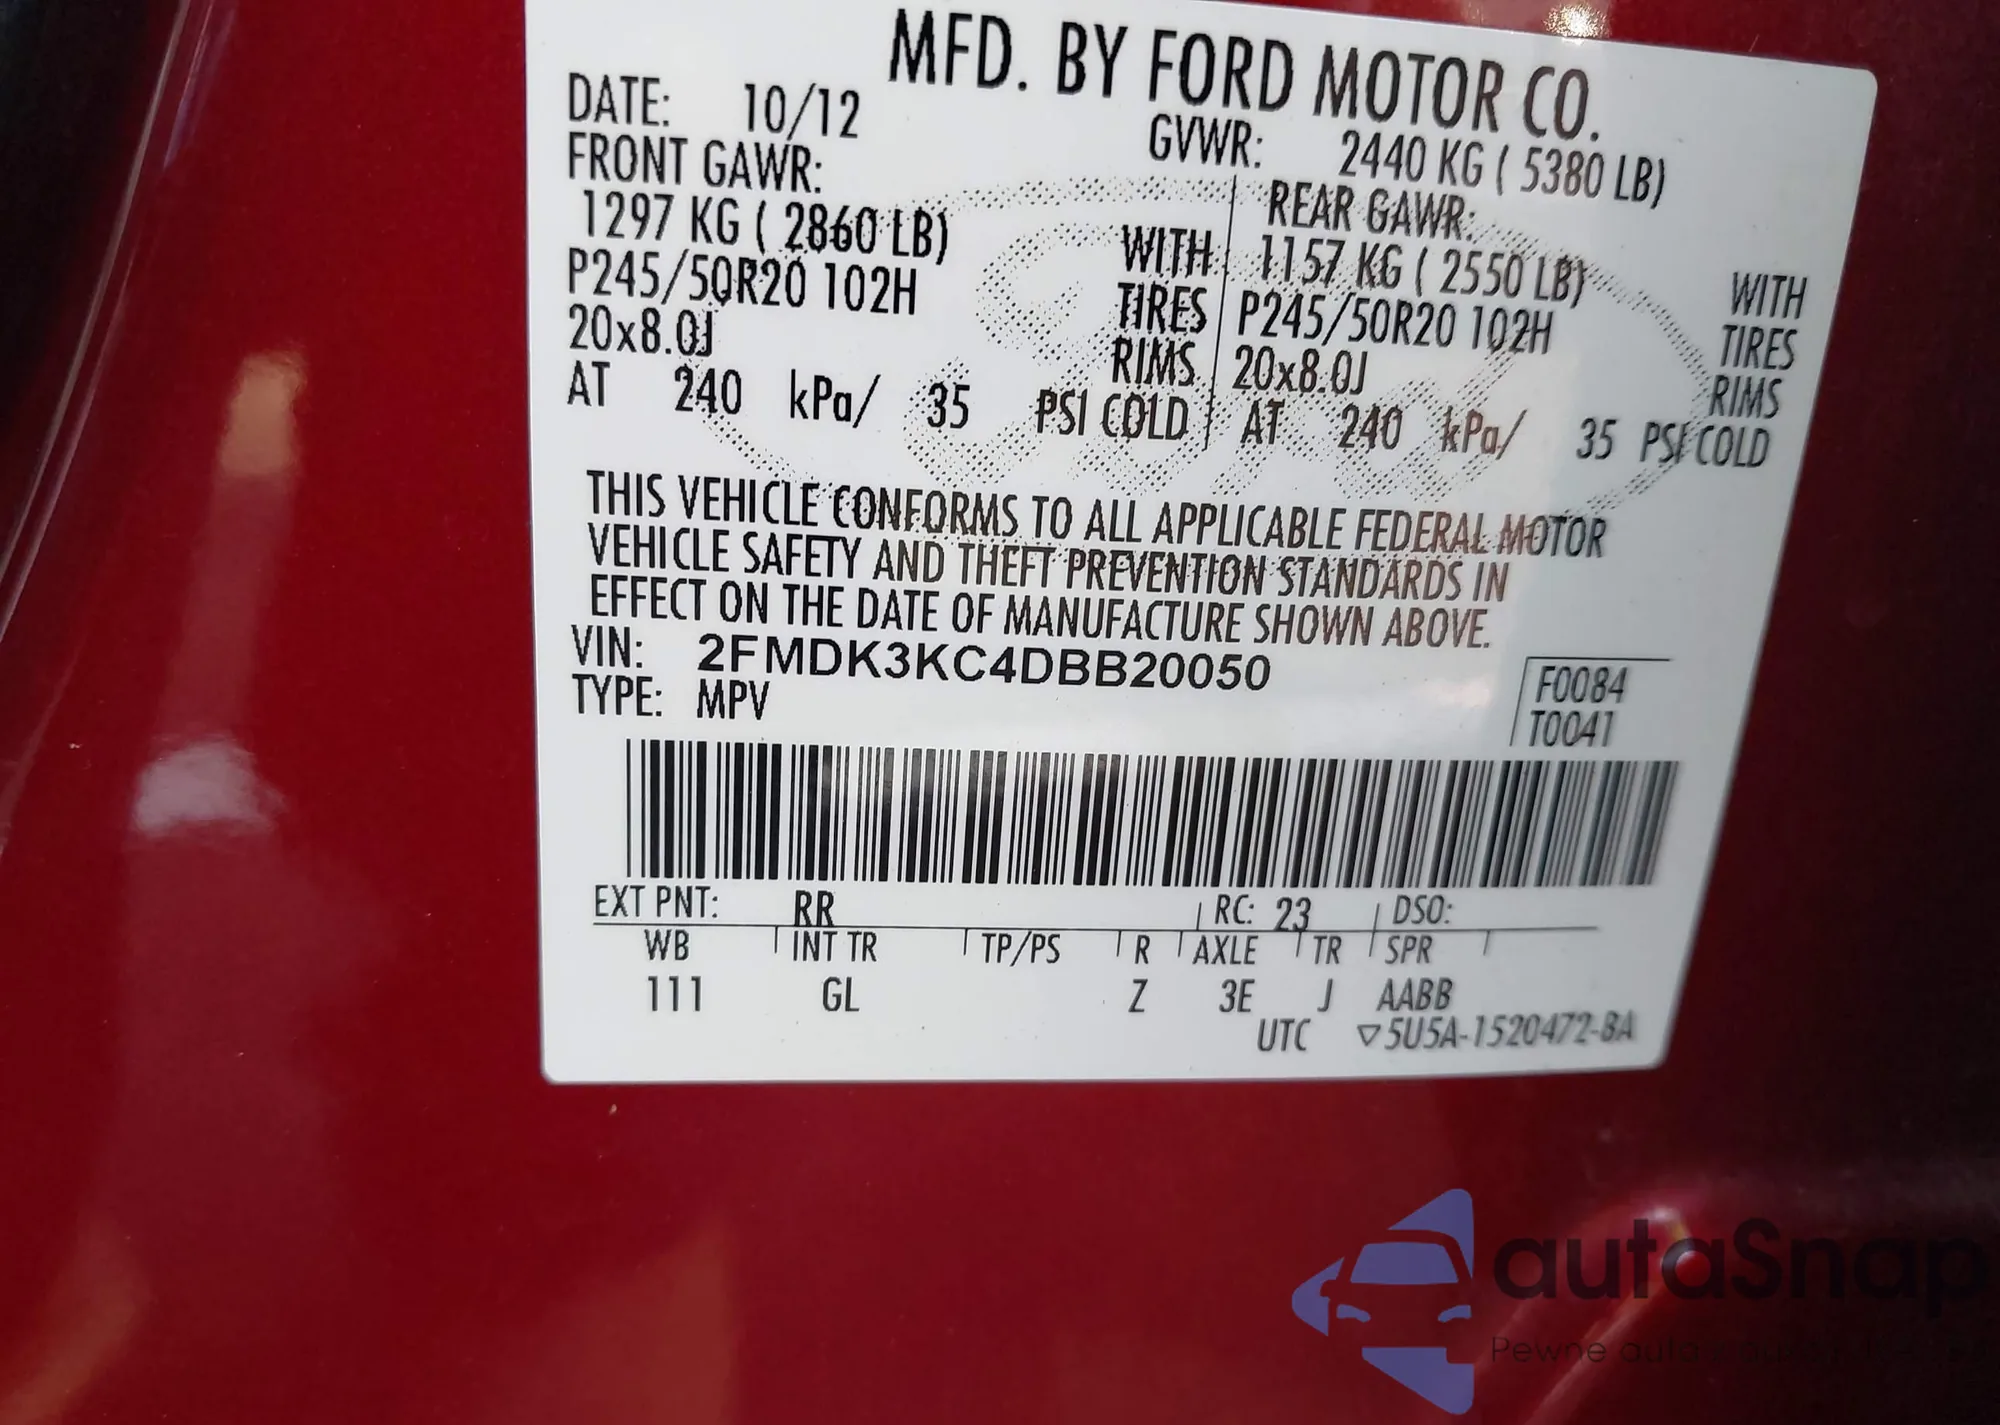 MFD. BY FORD MOTOR CO.
DATE: 10/12 GVWR: 2440 KG ( 5380 LB)
FRONT GAWR: REAR GAWR:
1297 KG ( 2860 LB) WITH 1157 KG ( 2550 LB) WITH
P245/50R20 102H TIRES P245/50R20 102H TIRES
20x8.0J RIMS 20x8.0J RIMS
AT 240 kPa/ 35 PSI COLD AT 240 kPa/ 35 PSI COLD
THIS VEHICLE CONFORMS TO ALL APPLICABLE FEDERAL MOTOR
VEHICLE SAFETY AND THEFT PREVENTION STANDARDS IN
EFFECT ON THE DATE OF MANUFACTURE SHOWN ABOVE.
VIN: 2FMDK3KC4DBB20050
TYPE: MPV
F0084
T0041
EXT PNT: RR RC: 23 DSO:
WB INT TR TP/PS R AXLE TR SPR
111 GL Z 3E J AABB
UTC ▽5U5A-1520472-BA
autaSnap
Pewne auta z